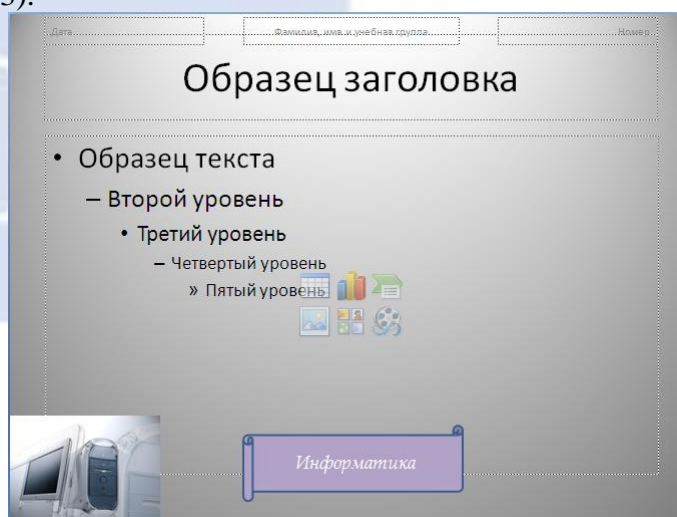 3).
Дата
Фамилия, имя и учебная группа
Номер
Образец заголовка
• Образец текста
– Второй уровень
• Третий уровень
– Четвертый уровень
» Пятый уровень
Информатика